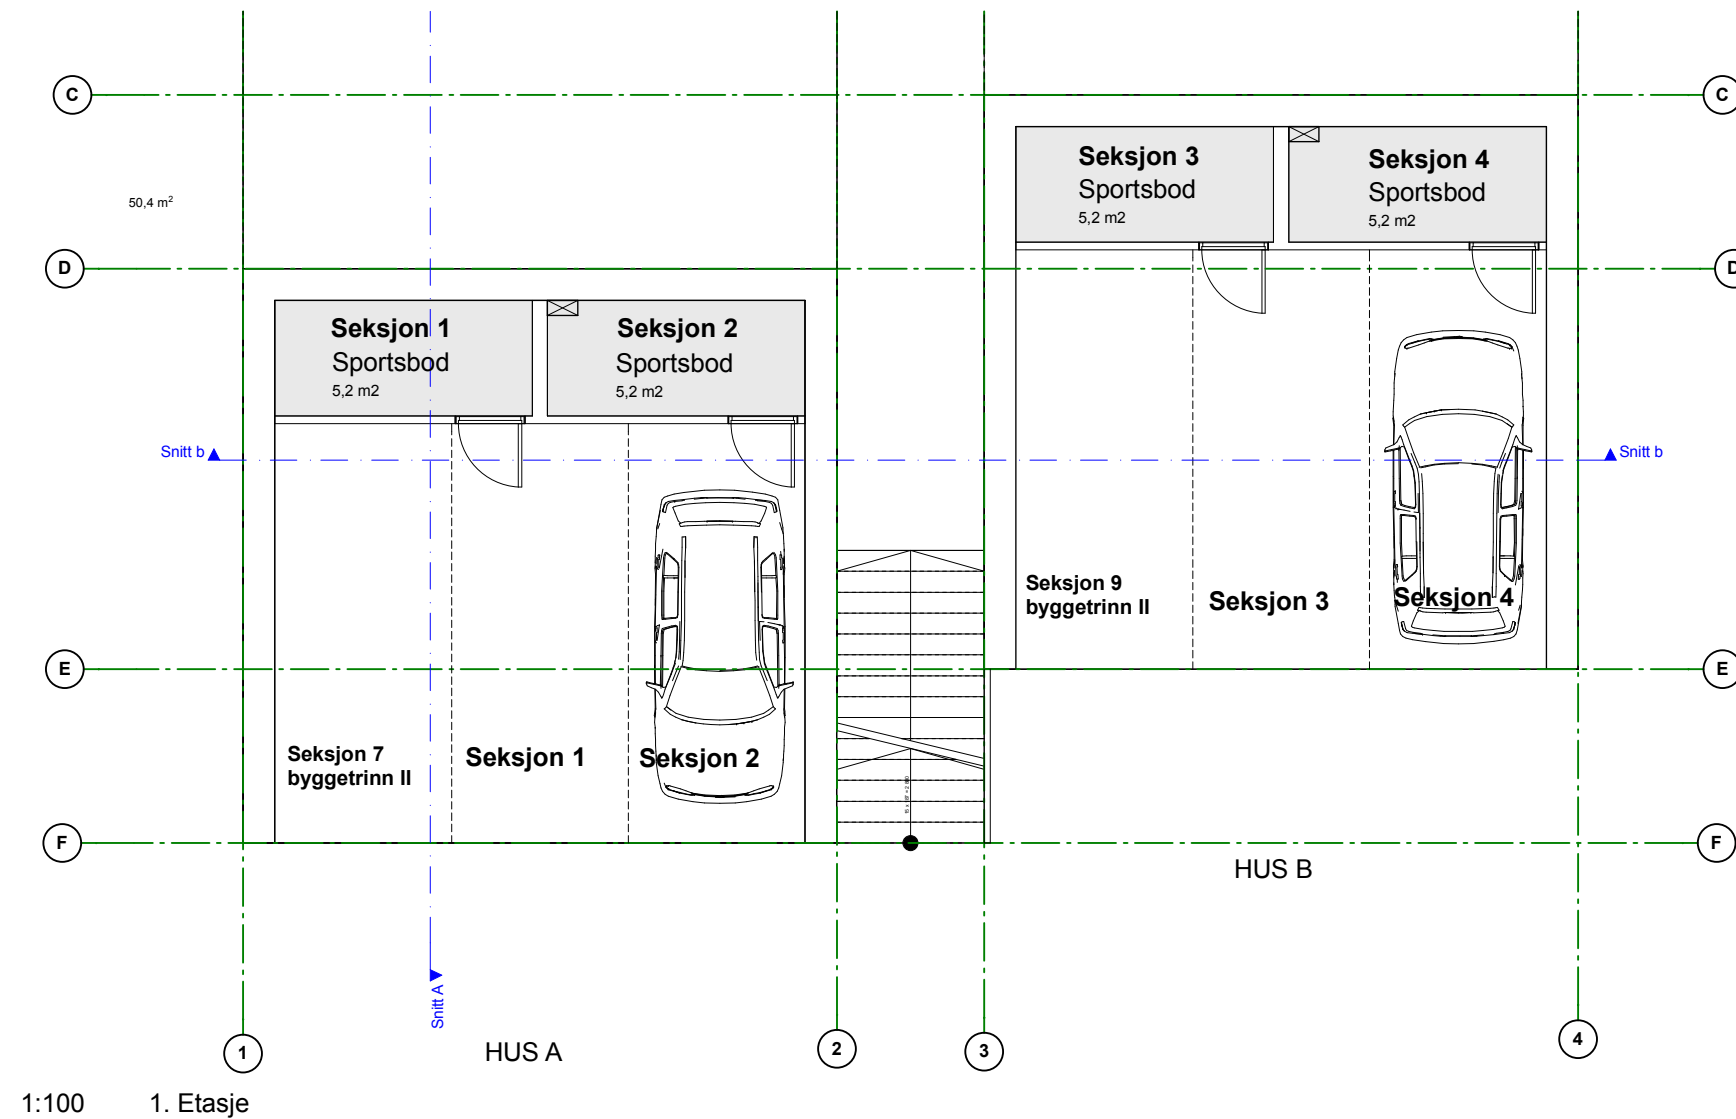 C
C
50,4 m²
Seksjon 3
Sportsbod
5,2 m2
Seksjon 4
Sportsbod
5,2 m2
D
D
Seksjon 1
Sportsbod
5,2 m2
Seksjon 2
Sportsbod
5,2 m2
Snitt b
Snitt b
Seksjon 9
byggetrinn II
Seksjon 3
Seksjon 4
E
E
Seksjon 7
byggetrinn II
Seksjon 1
Seksjon 2
F
F
HUS B
Snitt A
HUS A
1
2
3
4
1:100
1. Etasje